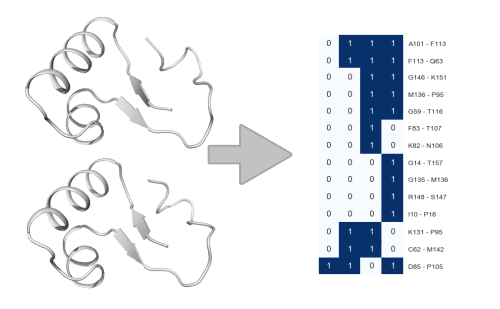 0 1 1 1 A101 - F113
0 1 1 1 F113 - Q63
0 0 1 1 G146 - K151
0 0 1 1 M136 - P95
0 0 1 1 G59 - T116
0 0 1 0 F83 - T107
0 0 1 0 K82 - N106
0 0 0 1 G14 - T157
0 0 0 1 G135 - M136
0 0 0 1 R148 - S147
0 0 0 1 I10 - P16
0 1 1 0 K131 - P95
0 1 1 0 C62 - M142
1 1 0 1 D85 - P105